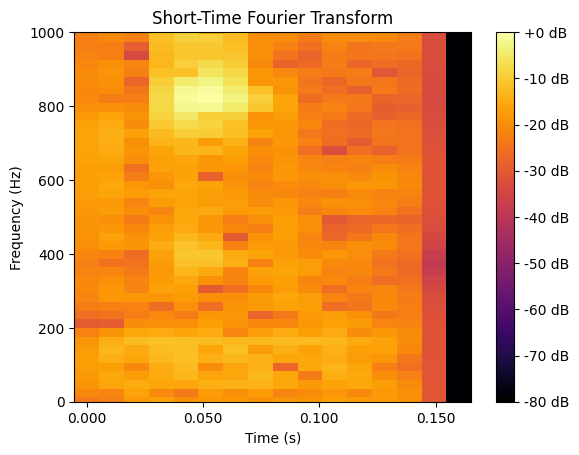 Short-Time Fourier Transform
1000
800
600
400
200
0
Frequency (Hz)
0.000
0.050
0.100
0.150
Time (s)
+0 dB
-10 dB
-20 dB
-30 dB
-40 dB
-50 dB
-60 dB
-70 dB
-80 dB